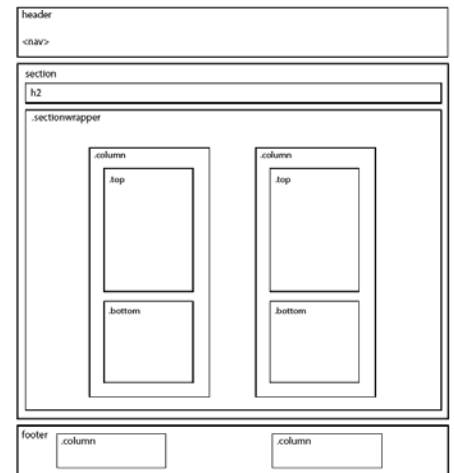 header
<nav>
section
h2
.sectionwrapper
.column
.top
.bottom
.column
.top
.bottom
footer
.column
.column